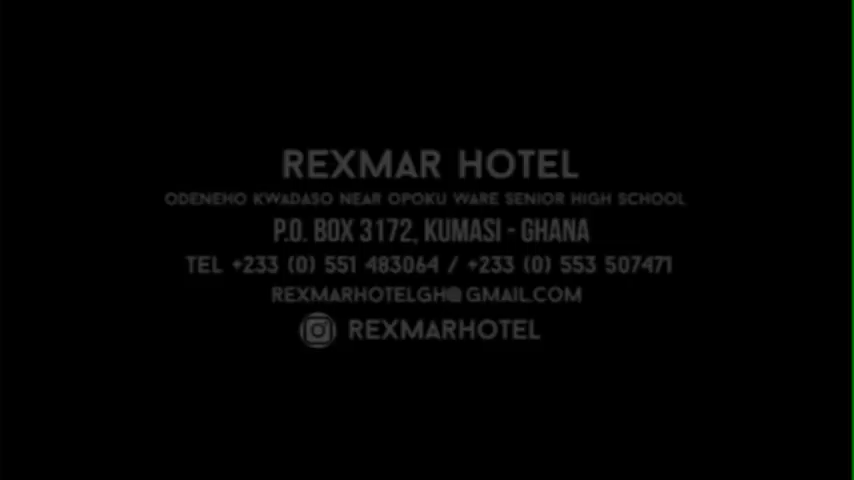 REXMAR HOTEL
ODENEHO KWADASO NEAR OPOKU WARE SENIOR HIGH SCHOOL
P.O. BOX 3172, KUMASI - GHANA
TEL +233 (0) 551 483064 / +233 (0) 553 507471
REXMARHOTELGH@GMAIL.COM
REXMARHOTEL